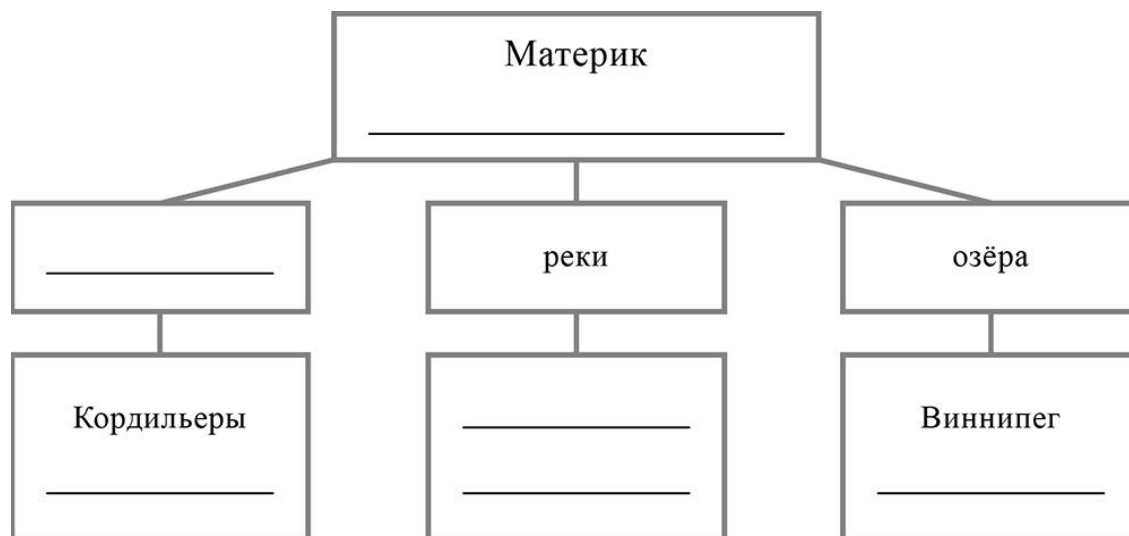 Материк
реки
озёра
Кордильеры
Виннипег